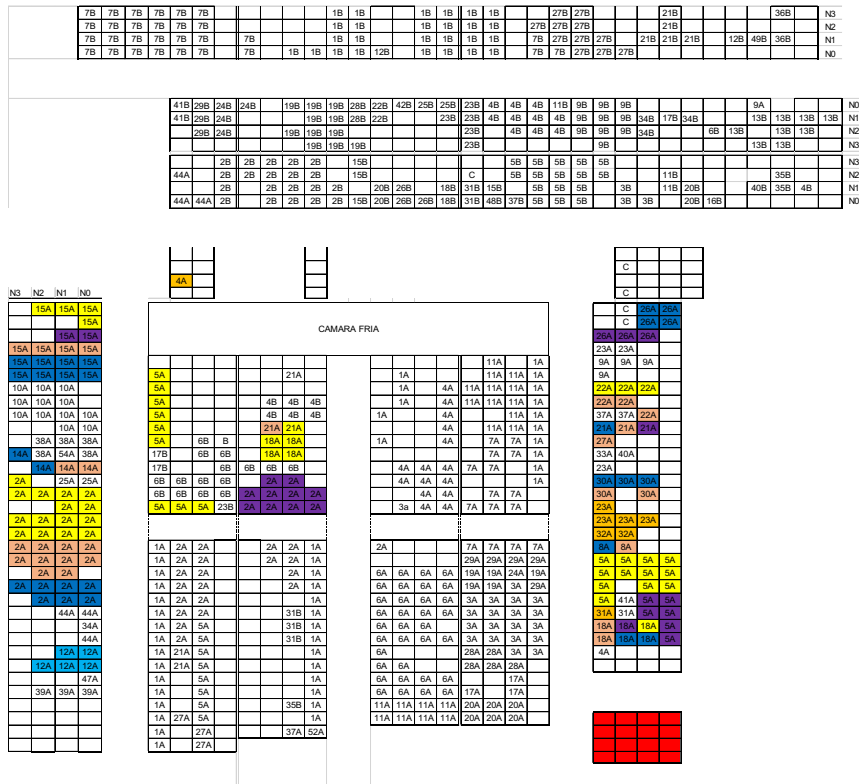 7B 7B 7B 7B 7B 7B 1B 1B 1B 1B 1B 1B 27B 27B 21B 36B N3
7B 7B 7B 7B 7B 7B 1B 1B 1B 1B 1B 1B 27B 27B 27B 21B N2
7B 7B 7B 7B 7B 7B 7B 1B 1B 1B 1B 1B 1B 7B 27B 27B 27B 21B 21B 21B 12B 49B 36B N1
7B 7B 7B 7B 7B 7B 7B 1B 1B 1B 1B 12B 1B 1B 1B 1B 7B 7B 27B 27B 27B N0
41B 29B 24B 24B 19B 19B 19B 28B 22B 42B 25B 25B 23B 4B 4B 4B 11B 9B 9B 9B 9A N0
41B 29B 24B 19B 19B 28B 22B 23B 23B 4B 4B 4B 9B 9B 9B 9B 34B 17B 34B 13B 13B 13B 13B N1
29B 24B 19B 19B 19B 23B 4B 4B 4B 9B 9B 9B 34B 6B 13B 13B 13B N2
19B 19B 19B 23B 9B 13B 13B N3
2B 2B 2B 2B 2B 15B 5B 5B 5B 5B 5B N3
44A 2B 2B 2B 2B 2B 15B C 5B 5B 5B 5B 5B 11B 35B N2
2B 2B 2B 2B 2B 20B 26B 18B 31B 15B 5B 5B 5B 3B 11B 20B 40B 35B 4B N1
44A 44A 2B 2B 2B 2B 2B 15B 20B 26B 26B 18B 31B 48B 37B 5B 5B 5B 3B 3B 20B 16B N0
C
4A
N3 N2 N1 N0 C
15A 15A 15A C 26A 26A
15A C 26A 26A
15A 15A CAMARA FRIA 26A 26A 26A
15A 15A 15A 15A 23A 23A
15A 15A 15A 15A 11A 1A 9A 9A 9A
15A 15A 15A 15A 5A 21A 1A 11A 11A 1A 9A
10A 10A 10A 5A 1A 4A 11A 11A 11A 1A 22A 22A 22A
10A 10A 10A 5A 4B 4B 4B 1A 4A 11A 11A 11A 1A 22A 22A
10A 10A 10A 10A 5A 4B 4B 4B 1A 4A 11A 1A 37A 37A 22A
10A 10A 5A 21A 21A 4A 11A 11A 1A 21A 21A 21A
38A 38A 38A 5A 6B B 18A 18A 1A 4A 7A 7A 1A 27A
14A 38A 54A 38A 17B 6B 6B 18A 18A 7A 7A 1A 33A 40A
14A 14A 14A 17B 6B 6B 6B 6B 4A 4A 4A 7A 7A 1A 23A
2A 25A 25A 6B 6B 6B 2A 2A 4A 4A 4A 1A 30A 30A 30A
2A 2A 2A 2A 6B 6B 6B 2A 2A 2A 2A 4A 4A 7A 7A 30A 30A
2A 2A 5A 5A 5A 23B 2A 2A 2A 2A 3a 4A 4A 7A 7A 23A
2A 2A 2A 2A 23A 23A 23A
2A 2A 2A 2A 32A 32A
2A 2A 2A 2A 1A 2A 2A 2A 2A 1A 2A 7A 7A 7A 7A 8A 8A
2A 2A 2A 2A 1A 2A 2A 2A 2A 1A 29A 29A 29A 29A 5A 5A 5A 5A
2A 2A 1A 2A 2A 2A 1A 6A 6A 6A 6A 19A 19A 24A 19A 5A 5A 5A 5A
2A 2A 2A 2A 1A 2A 2A 2A 1A 6A 6A 6A 6A 19A 19A 3A 29A 5A 5A 5A
2A 2A 2A 1A 2A 2A 1A 6A 6A 6A 6A 3A 3A 3A 3A 5A 41A 5A 5A
44A 44A 1A 2A 2A 31B 1A 6A 6A 6A 6A 3A 3A 3A 3A 31A 31A 5A 5A
34A 1A 2A 5A 31B 1A 6A 6A 6A 6A 3A 3A 3A 3A 18A 18A 18A 5A
44A 1A 2A 5A 31B 1A 6A 6A 6A 6A 3A 3A 3A 3A 18A 18A 18A 5A
12A 12A 1A 21A 5A 1A 6A 28A 28A 3A 3A 4A
12A 12A 12A 1A 21A 5A 1A 6A 6A 28A 28A 28A
47A 1A 5A 1A 6A 6A 6A 6A 17A
39A 39A 39A 1A 5A 1A 6A 6A 6A 6A 17A 17A
1A 5A 35B 1A 11A 11A 11A 11A 20A 20A 20A
1A 27A 5A 1A 11A 11A 11A 11A 20A 20A 20A
1A 27A 37A 52A
1A 27A